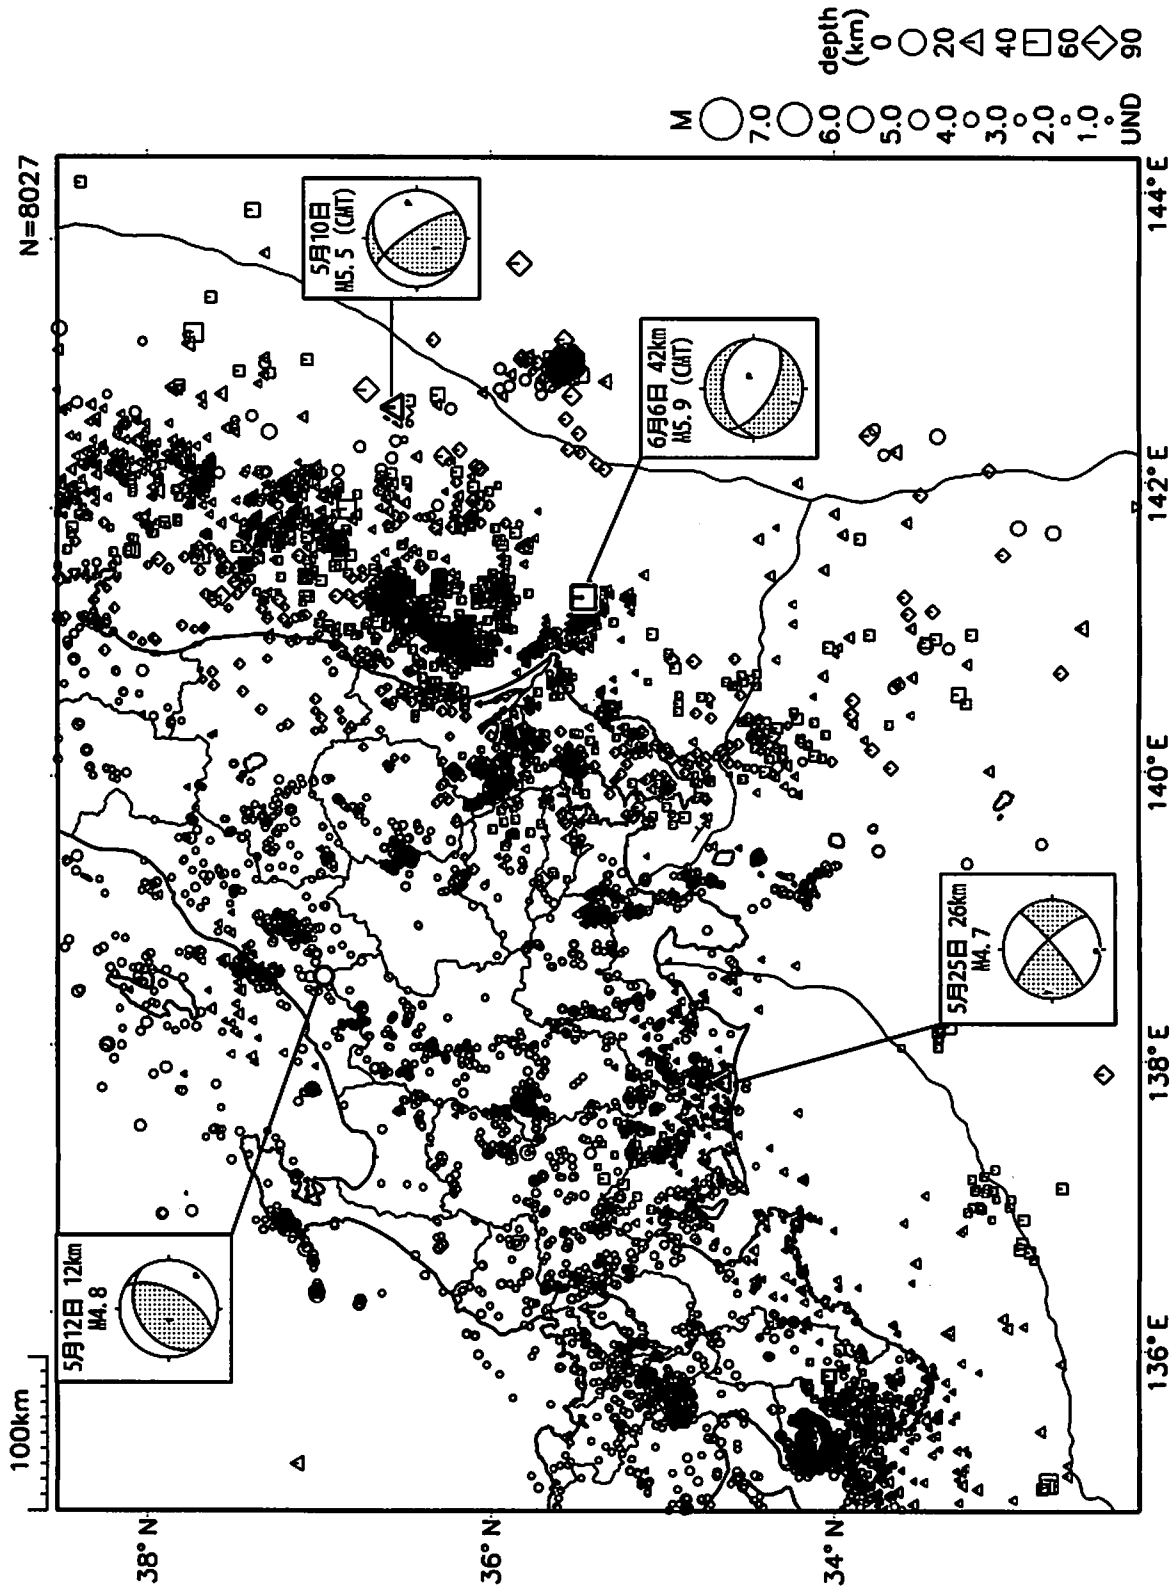 N=8027
100km
38°N
36°N
34°N
136°E
138°E
140°E
142°E
144°E
5月12日 12km
M4.8
5月10日
M5.5 (CMT)
6月6日 42km
M5.9 (CMT)
5月25日 26km
M4.7
M
7.0
6.0
5.0
4.0
3.0
2.0
1.0
UND
depth
(km)
0
20
40
60
90